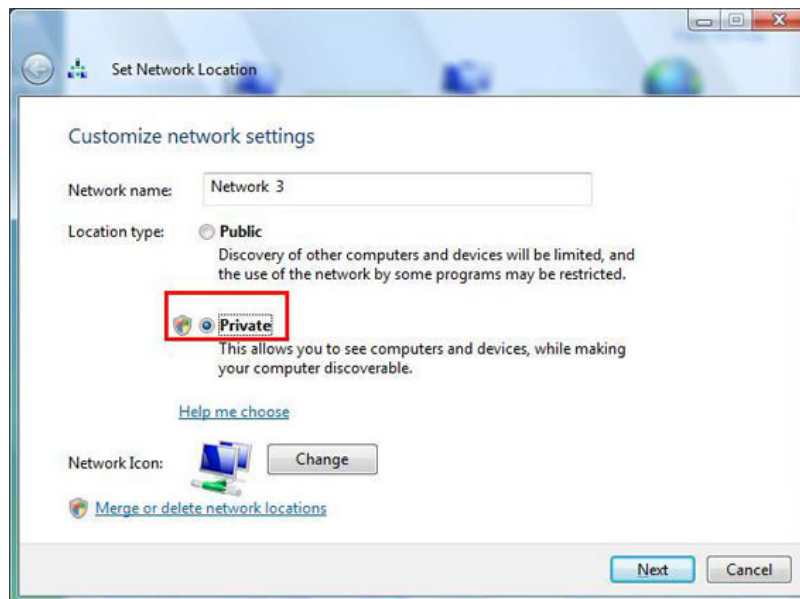 Set Network Location
Customize network settings
Network name: Network 3
Location type: Public
Discovery of other computers and devices will be limited, and
the use of the network by some programs may be restricted.
Private
This allows you to see computers and devices, while making
your computer discoverable.
Help me choose
Network Icon: Change
Merge or delete network locations
Next Cancel